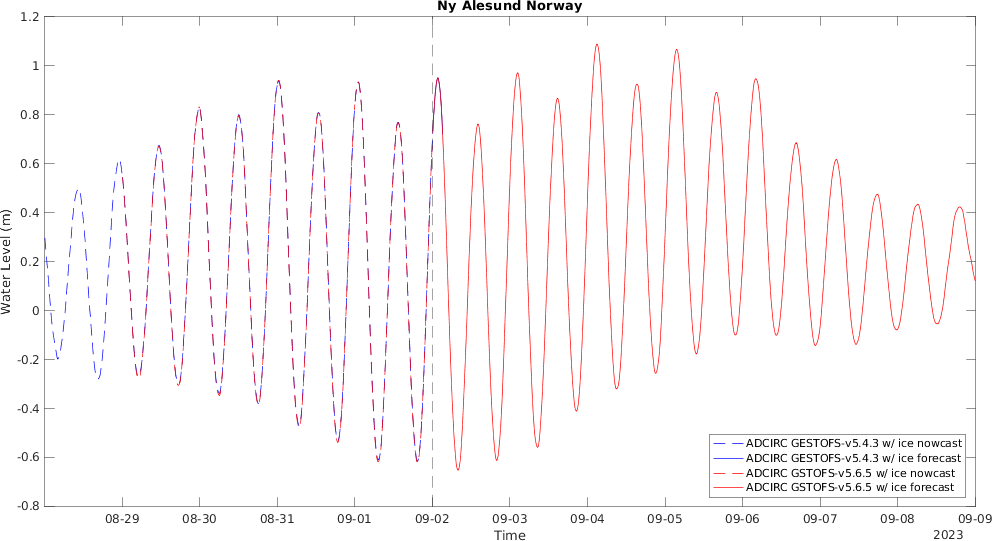 Ny Alesund Norway
1.2
1
0.8
0.6
0.4
0.2
0
-0.2
-0.4
-0.6
-0.8
Water Level (m)
ADCIRC GESTOFS-v5.4.3 w/ ice nowcast
ADCIRC GESTOFS-v5.4.3 w/ ice forecast
ADCIRC GSTOFS-v5.6.5 w/ ice nowcast
ADCIRC GSTOFS-v5.6.5 w/ ice forecast
08-29 08-30 08-31 09-01 09-02 09-03 09-04 09-05 09-06 09-07 09-08 09-09
Time
2023